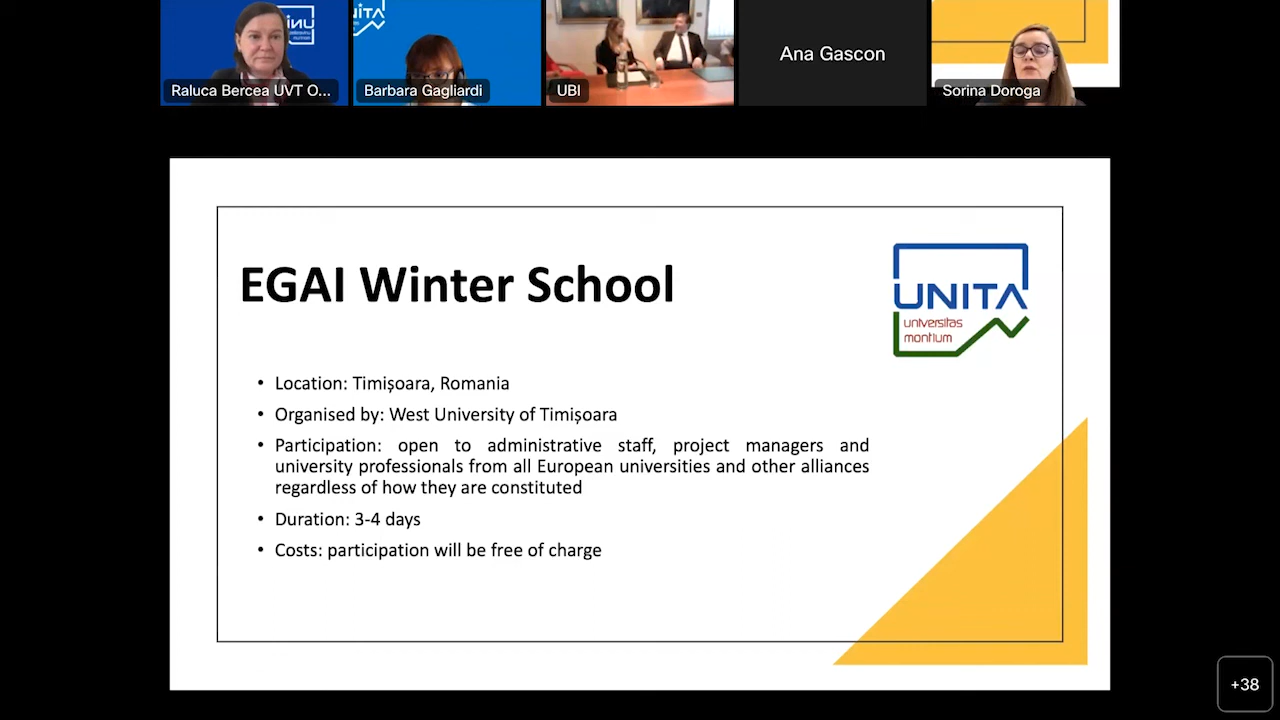 UNITA
Raluca Bercea UVT O...
Barbara Gagliardi
UBI
Ana Gascon
Sorina Doroga
EGAI Winter School
UNITA
universitas
montium
• Location: Timișoara, Romania
• Organised by: West University of Timișoara
• Participation: open to administrative staff, project managers and
university professionals from all European universities and other alliances
regardless of how they are constituted
• Duration: 3-4 days
• Costs: participation will be free of charge
+38